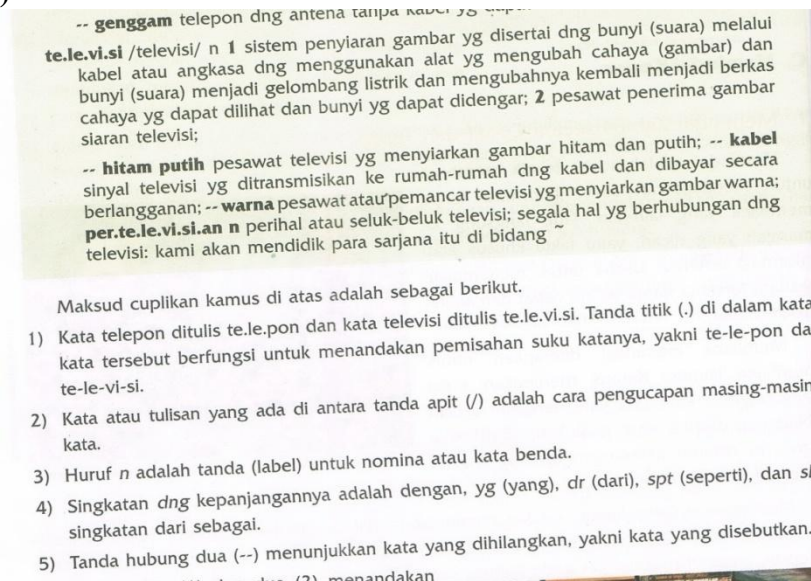 -- genggam telepon dng antena tanpa kabel yg
te.le.vi.si /televisi/ n 1 sistem penyiaran gambar yg disertai dng bunyi (suara) melalui
kabel atau angkasa dng menggunakan alat yg mengubah cahaya (gambar) dan
bunyi (suara) menjadi gelombang listrik dan mengubahnya kembali menjadi berkas
cahaya yg dapat dilihat dan bunyi yg dapat didengar; 2 pesawat penerima gambar
siaran televisi;
-- hitam putih pesawat televisi yg menyiarkan gambar hitam dan putih; -- kabel
sinyal televisi yg ditransmisikan ke rumah-rumah dng kabel dan dibayar secara
berlangganan; -- warna pesawat atau pemancar televisi yg menyiarkan gambar warna;
per.te.le.vi.si.an n perihal atau seluk-beluk televisi; segala hal yg berhubungan dng
televisi: kami akan mendidik para sarjana itu di bidang ~
Maksud cuplikan kamus di atas adalah sebagai berikut.
1) Kata telepon ditulis te.le.pon dan kata televisi ditulis te.le.vi.si. Tanda titik (.) di dalam kata
kata tersebut berfungsi untuk menandakan pemisahan suku katanya, yakni te-le-pon da
te-le-vi-si.
2) Kata atau tulisan yang ada di antara tanda apit (/) adalah cara pengucapan masing-masin
kata.
3) Huruf n adalah tanda (label) untuk nomina atau kata benda.
4) Singkatan dng kepanjangannya adalah dengan, yg (yang), dr (dari), spt (seperti), dan
singkatan dari sebagai.
5) Tanda hubung dua (--) menunjukkan kata yang dihilangkan, yakni kata yang disebutkan.
(2) menandakan